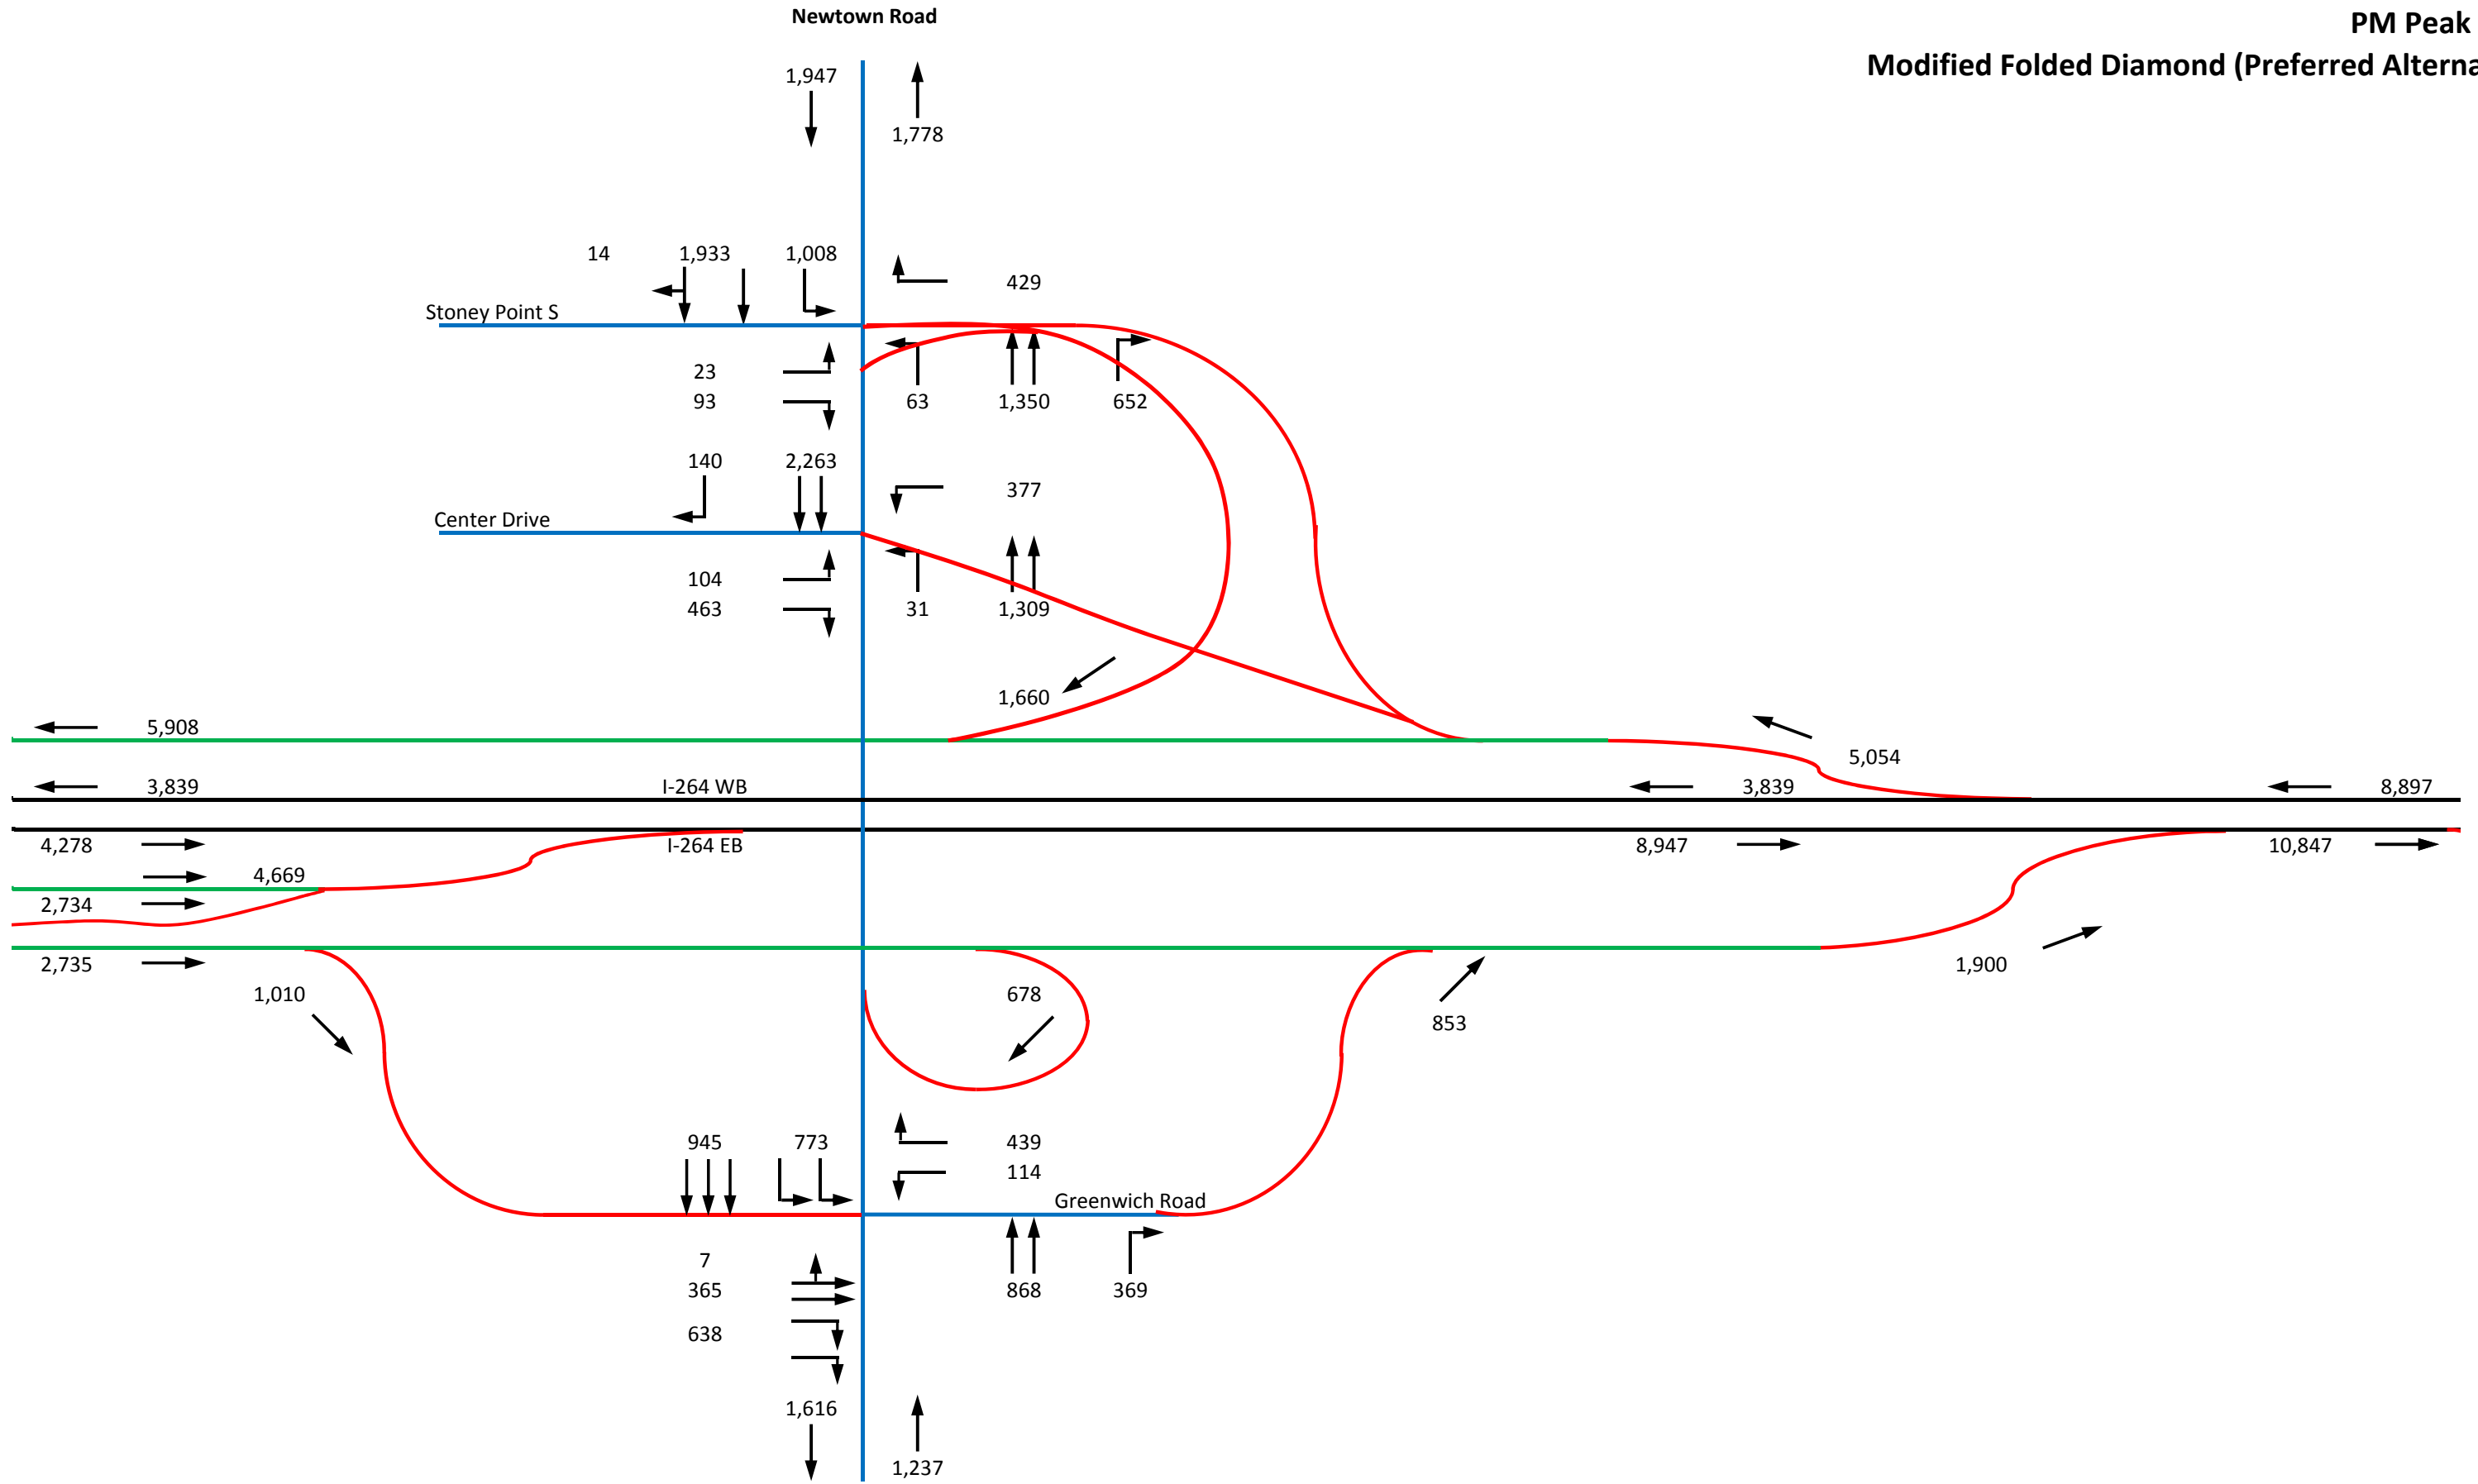 Newtown Road
PM Peak
Modified Folded Diamond (Preferred Alterna
1,947
1,778
14 1,933 1,008
429
Stoney Point S
23
93 63 1,350 652
140 2,263
377
Center Drive
104
463 31 1,309
1,660
5,908
5,054
3,839 I-264 WB 3,839 8,897
4,278 I-264 EB 8,947 10,847
4,669
2,734
2,735 1,900
1,010 678
853
945 773 439
114
Greenwich Road
7
365 868 369
638
1,616
1,237